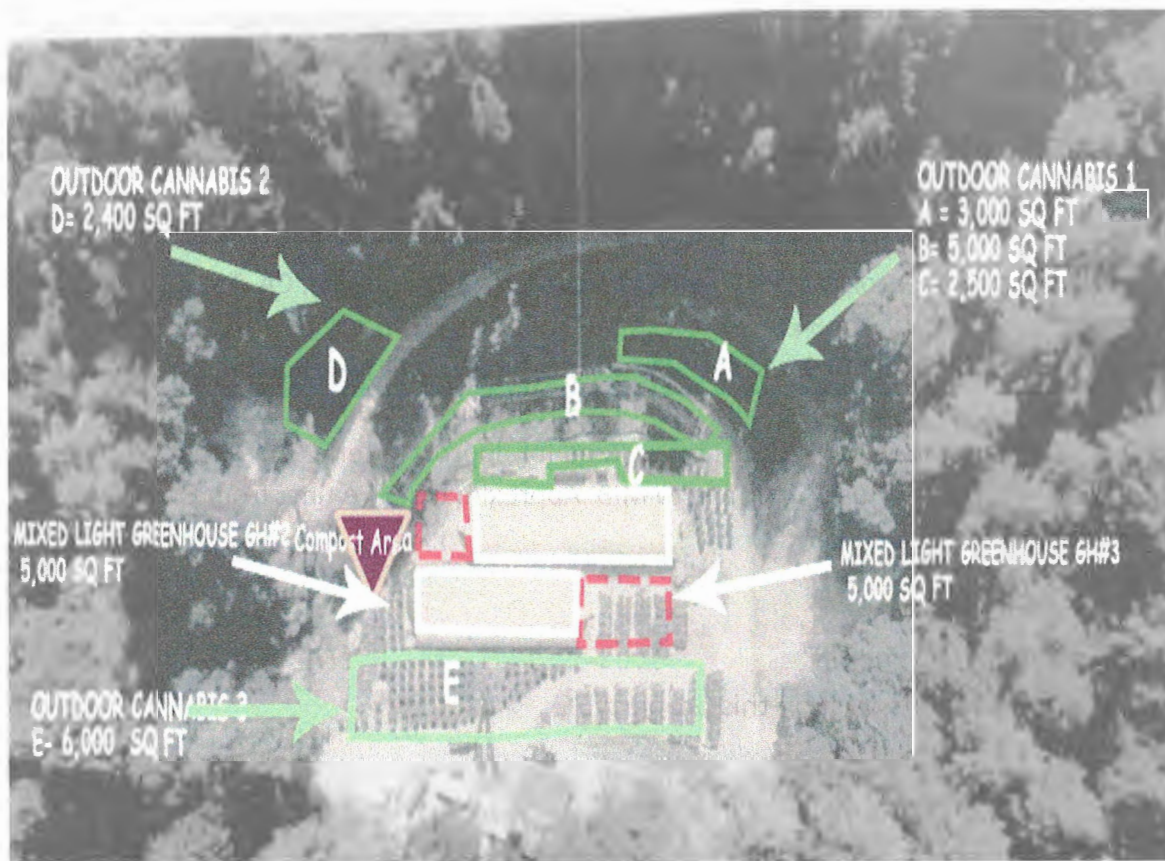 OUTDOOR CANNABIS 2
D= 2,400 SQ FT
OUTDOOR CANNABIS 1
A = 3,000 SQ FT
B= 5,000 SQ FT
C= 2,500 SQ FT
D
A
B
C
MIXED LIGHT GREENHOUSE GH#2
5,000 SQ FT
Compost Area
MIXED LIGHT GREENHOUSE GH#3
5,000 SQ FT
E
OUTDOOR CANNABIS 3
E- 6,000 SQ FT